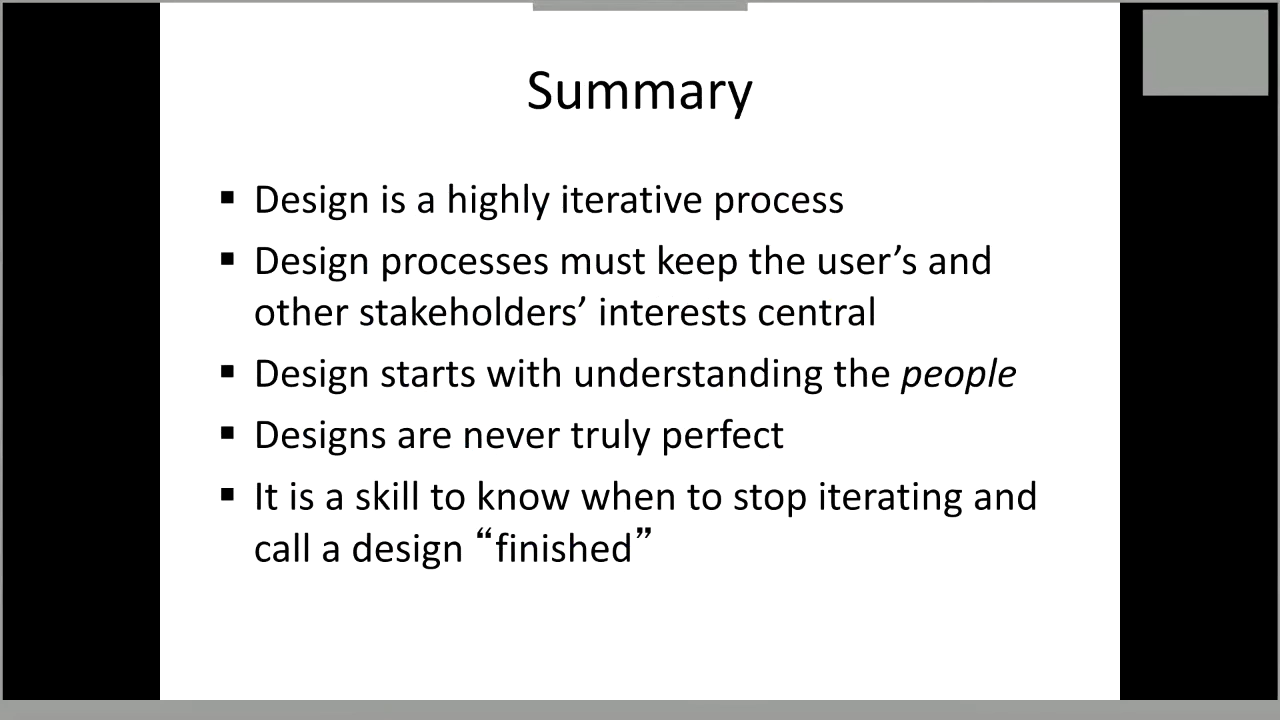 Summary
▪ Design is a highly iterative process
▪ Design processes must keep the user’s and
other stakeholders’ interests central
▪ Design starts with understanding the people
▪ Designs are never truly perfect
▪ It is a skill to know when to stop iterating and
call a design “finished”